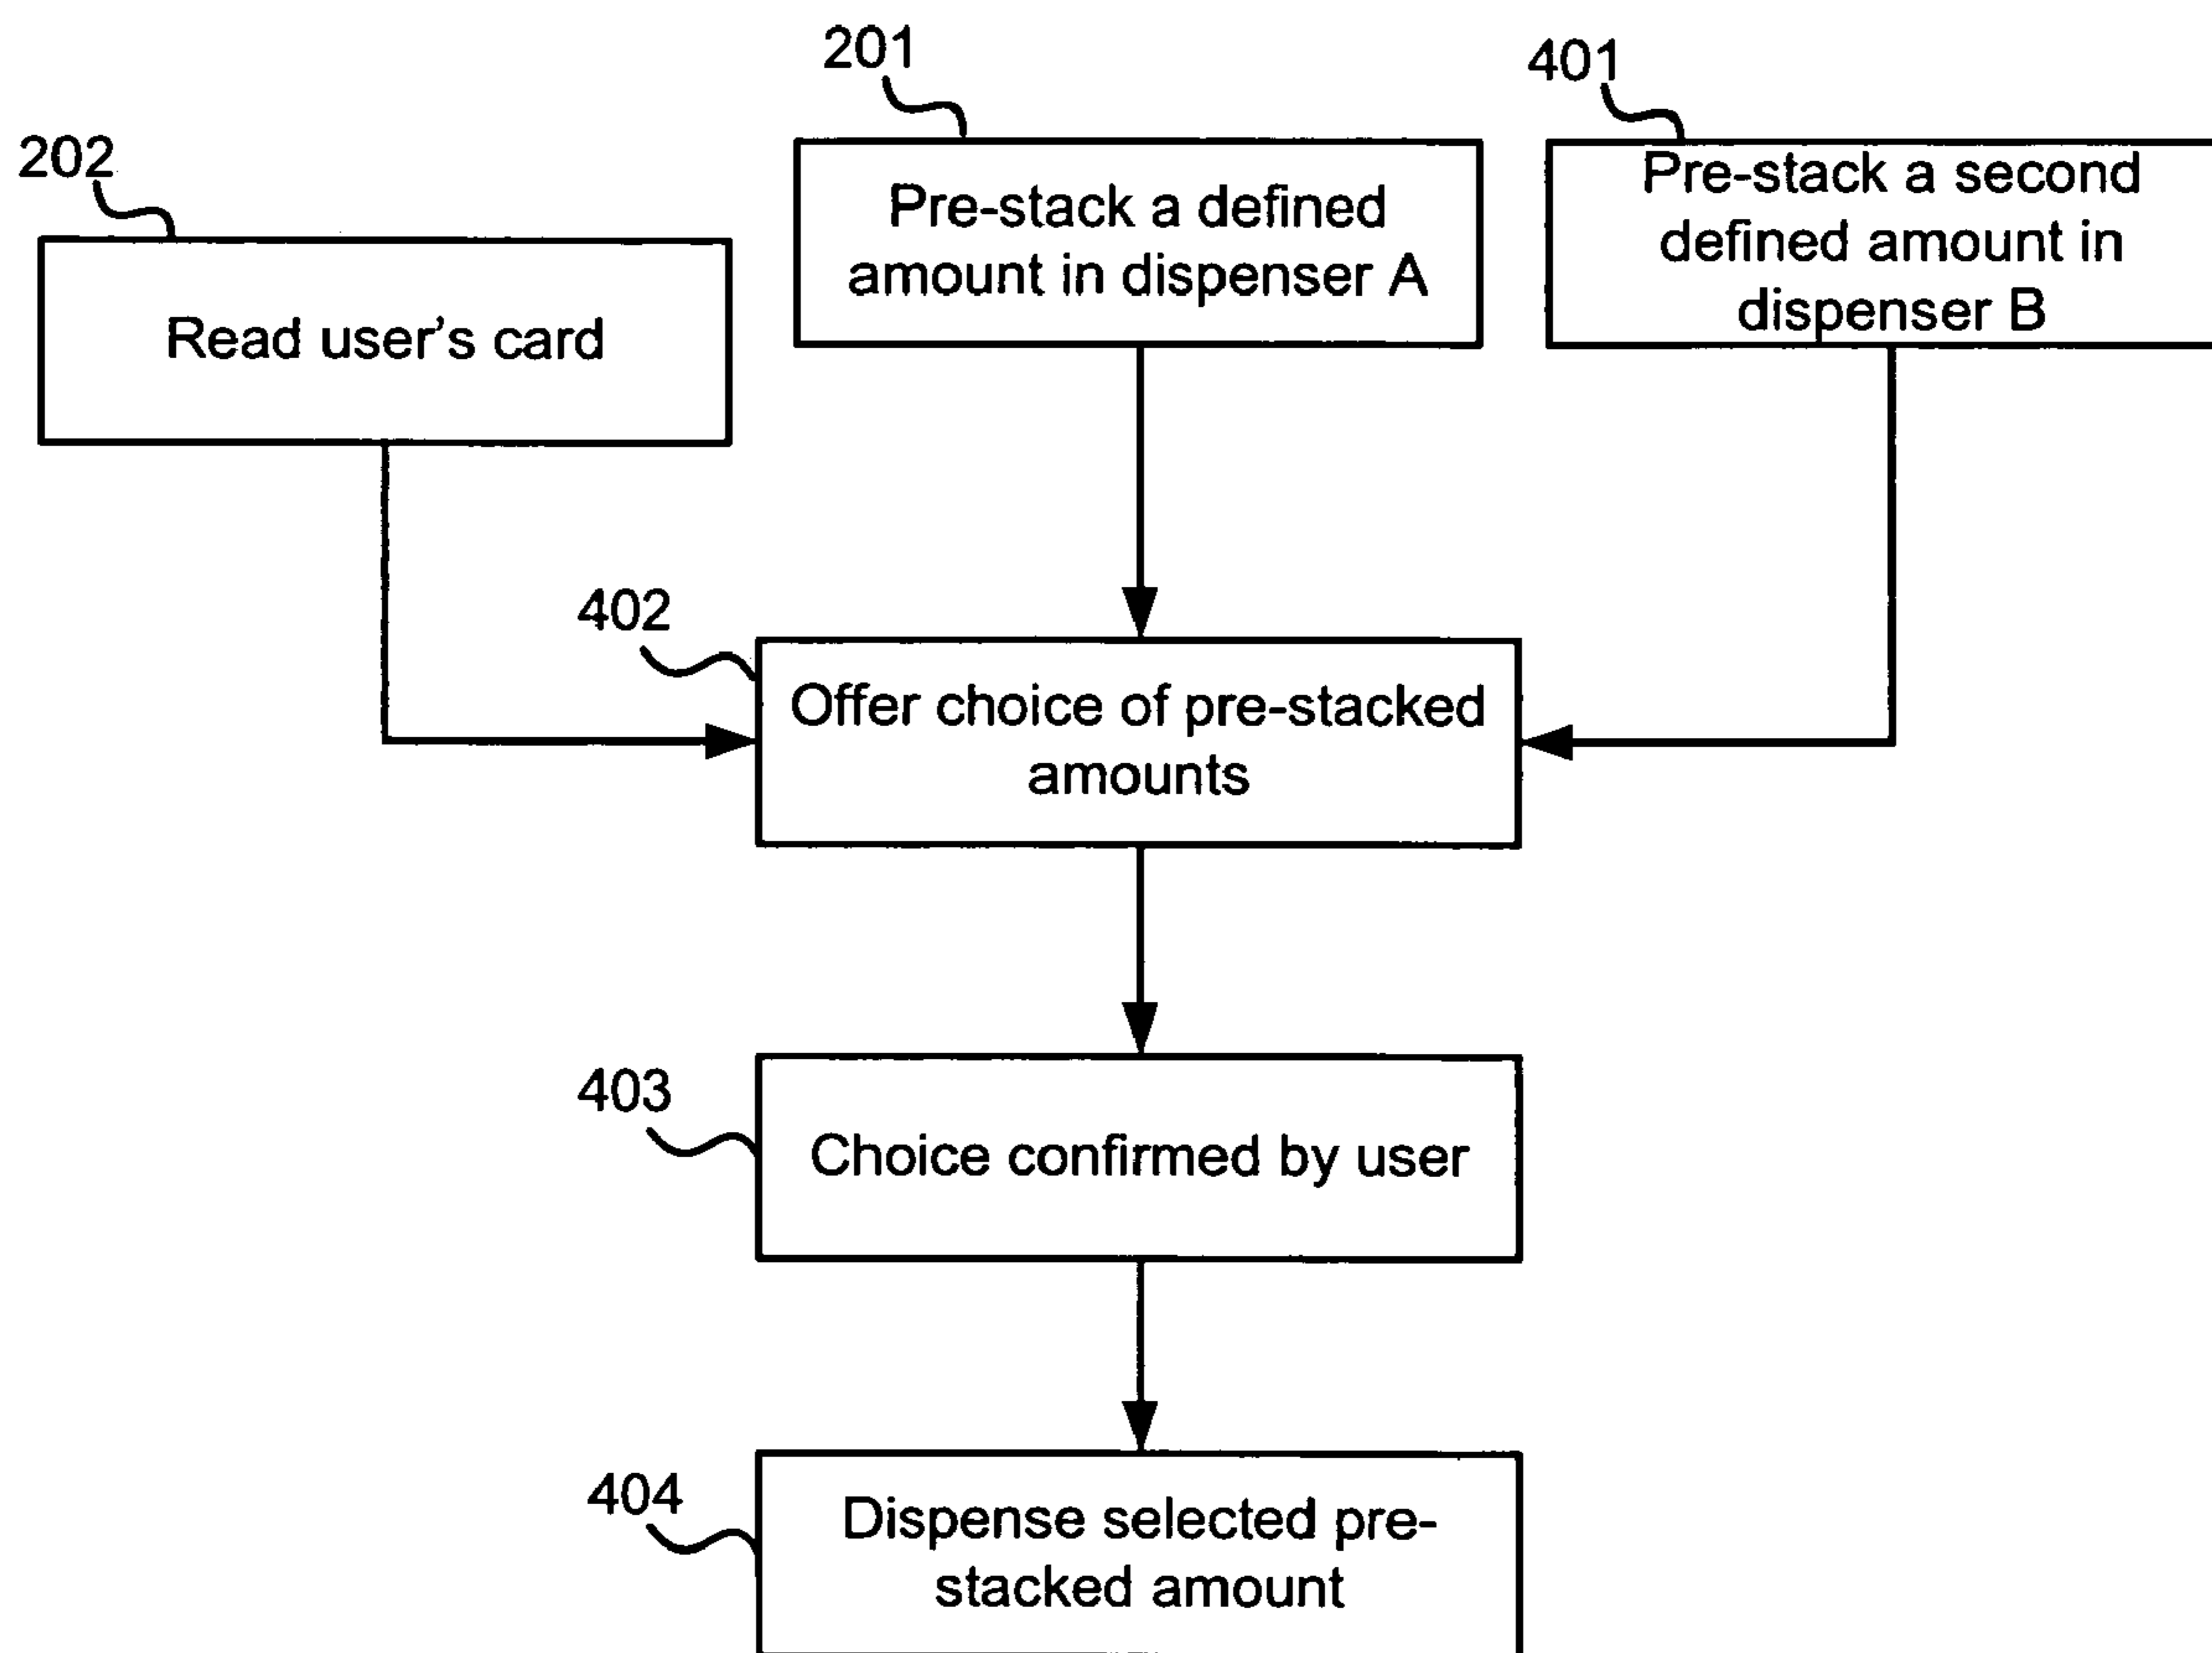 201
401
202
Pre-stack a defined
amount in dispenser A
Pre-stack a second
defined amount in
dispenser B
Read user's card
402
Offer choice of pre-stacked
amounts
403
Choice confirmed by user
404
Dispense selected pre-
stacked amount